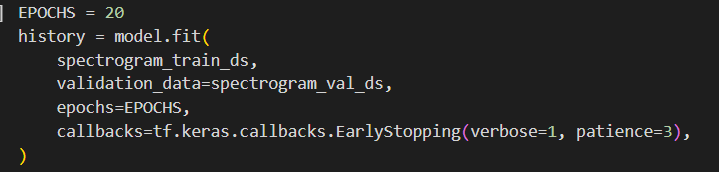 ] EPOCHS = 20
history = model.fit(
    spectrogram_train_ds,
    validation_data=spectrogram_val_ds,
    epochs=EPOCHS,
    callbacks=tf.keras.callbacks.EarlyStopping(verbose=1, patience=3),
)